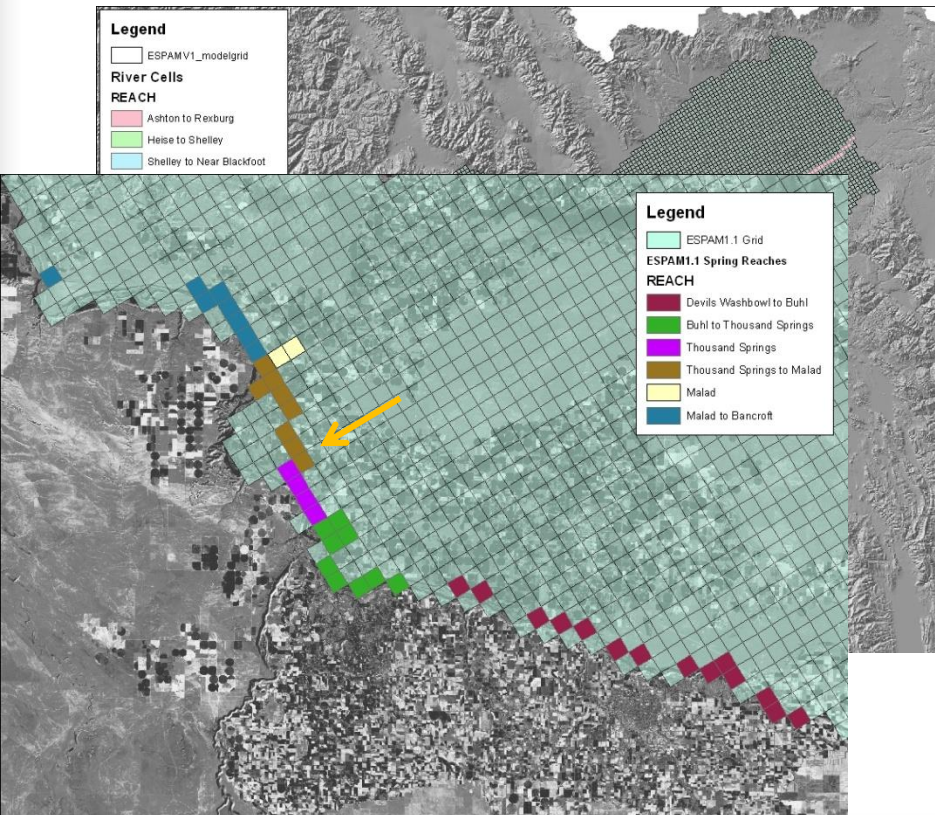 Legend
ESPAMV1_modelgrid
River Cells
REACH
Ashton to Rexburg
Heise to Shelley
Shelley to Near Blackfoot
Legend
ESPAM1.1 Grid
ESPAM1.1 Spring Reaches
REACH
Devils Washbowl to Buhl
Buhl to Thousand Springs
Thousand Springs
Thousand Springs to Malad
Malad
Malad to Bancroft